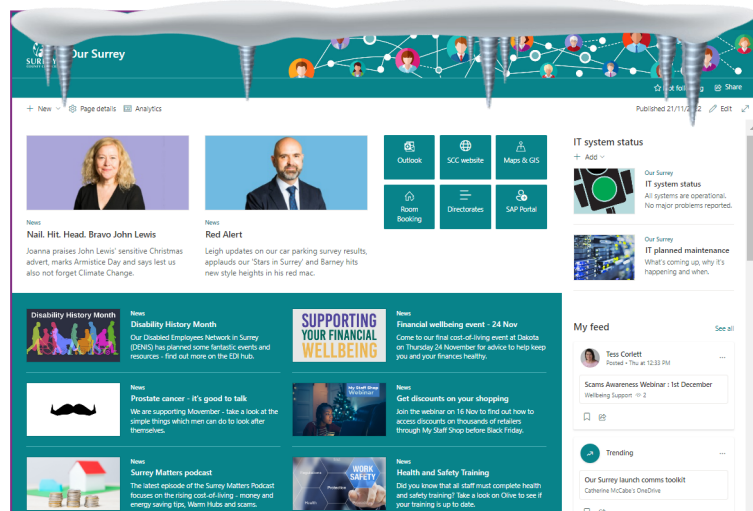 SURREY
Our Surrey
Share
+ New
Page details
Analytics
Published 21/11/2022
Edit
News
Nail. Hit. Head. Bravo John Lewis
Joanna praises John Lewis' sensitive Christmas
advert, marks Armistice Day and says lest us
also not forget Climate Change.
News
Red Alert
Leigh updates on our car parking survey results,
applauds our 'Stars in Surrey' and Barney hits
new style heights in his red mac.
Outlook
SCC website
Maps & GIS
Room
Booking
Directorates
SAP Portal
IT system status
+ Add
Our Surrey
IT system status
All systems are operational.
No major problems reported.
Our Surrey
IT planned maintenance
What's coming up, why it's
happening and when.
Disability History Month
News
Disability History Month
Our Disabled Employees Network in Surrey
(DENIS) has planned some fantastic events and
resources - find out more on the EDI hub.
SUPPORTING
YOUR FINANCIAL
WELLBEING
News
Financial wellbeing event - 24 Nov
Come to our final cost-of-living event at Dakota
on Thursday 24 November for advice to help keep
you and your finances healthy.
News
Prostate cancer - it's good to talk
We are supporting Movember - take a look at the
simple things which men can do to look after
themselves.
My Staff Shop
Webinar
News
Get discounts on your shopping
Join the webinar on 16 Nov to find out how to
access discounts on thousands of retailers
through My Staff Shop before Black Friday.
News
Surrey Matters podcast
The latest episode of the Surrey Matters Podcast
focuses on the rising cost-of-living - money and
energy saving tips, Warm Hubs and scams.
WORK
SAFETY
Protection
Health
News
Health and Safety Training
Did you know that all staff must complete health
and safety training? Take a look on Olive to see if
your training is up to date.
My feed
See all
Tess Corlett
Posted • Thu at 12:33 PM
Scams Awareness Webinar : 1st December
Wellbeing Support
2
Trending
Our Surrey launch comms toolkit
Catherine McCabe's OneDrive